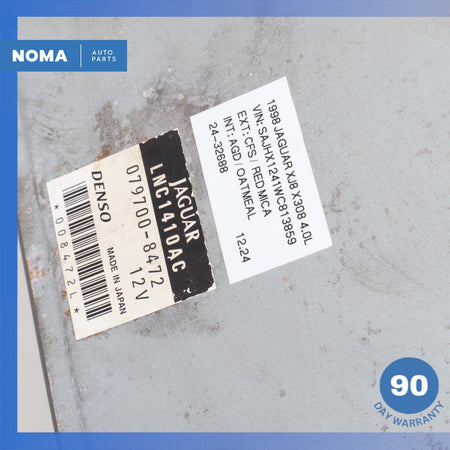 NOMA AUTO
PARTS
JAGUAR
LNC1410AC
079700-8472
12V
DENSO
MADE IN JAPAN
*008472L*
1998 JAGUAR XJ8 X308 4.0L
VIN: SAJHX1241WC813859
EXT: CFS / RED MICA
INT: AGD / OATMEAL
24-32688 12.24
90
DAY WARRANTY